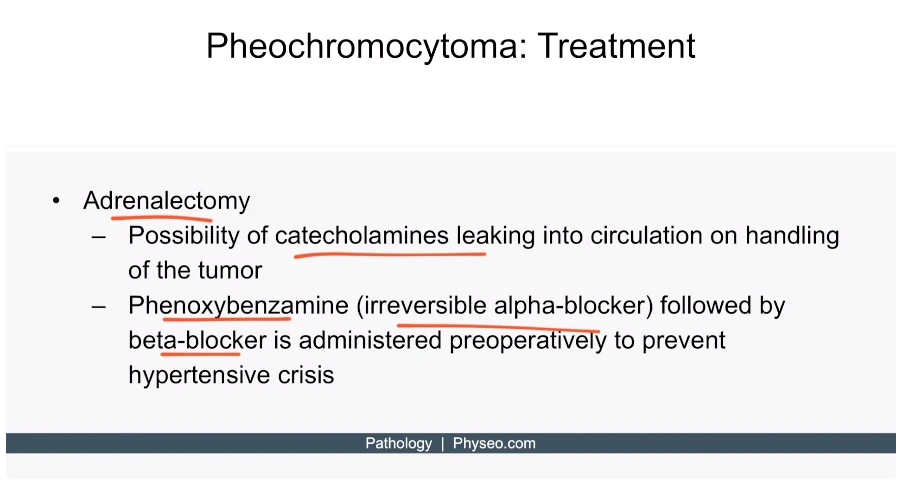 Pheochromocytoma: Treatment
• Adrenalectomy
– Possibility of catecholamines leaking into circulation on handling
of the tumor
– Phenoxybenzamine (irreversible alpha-blocker) followed by
beta-blocker is administered preoperatively to prevent
hypertensive crisis
Pathology | Physeo.com